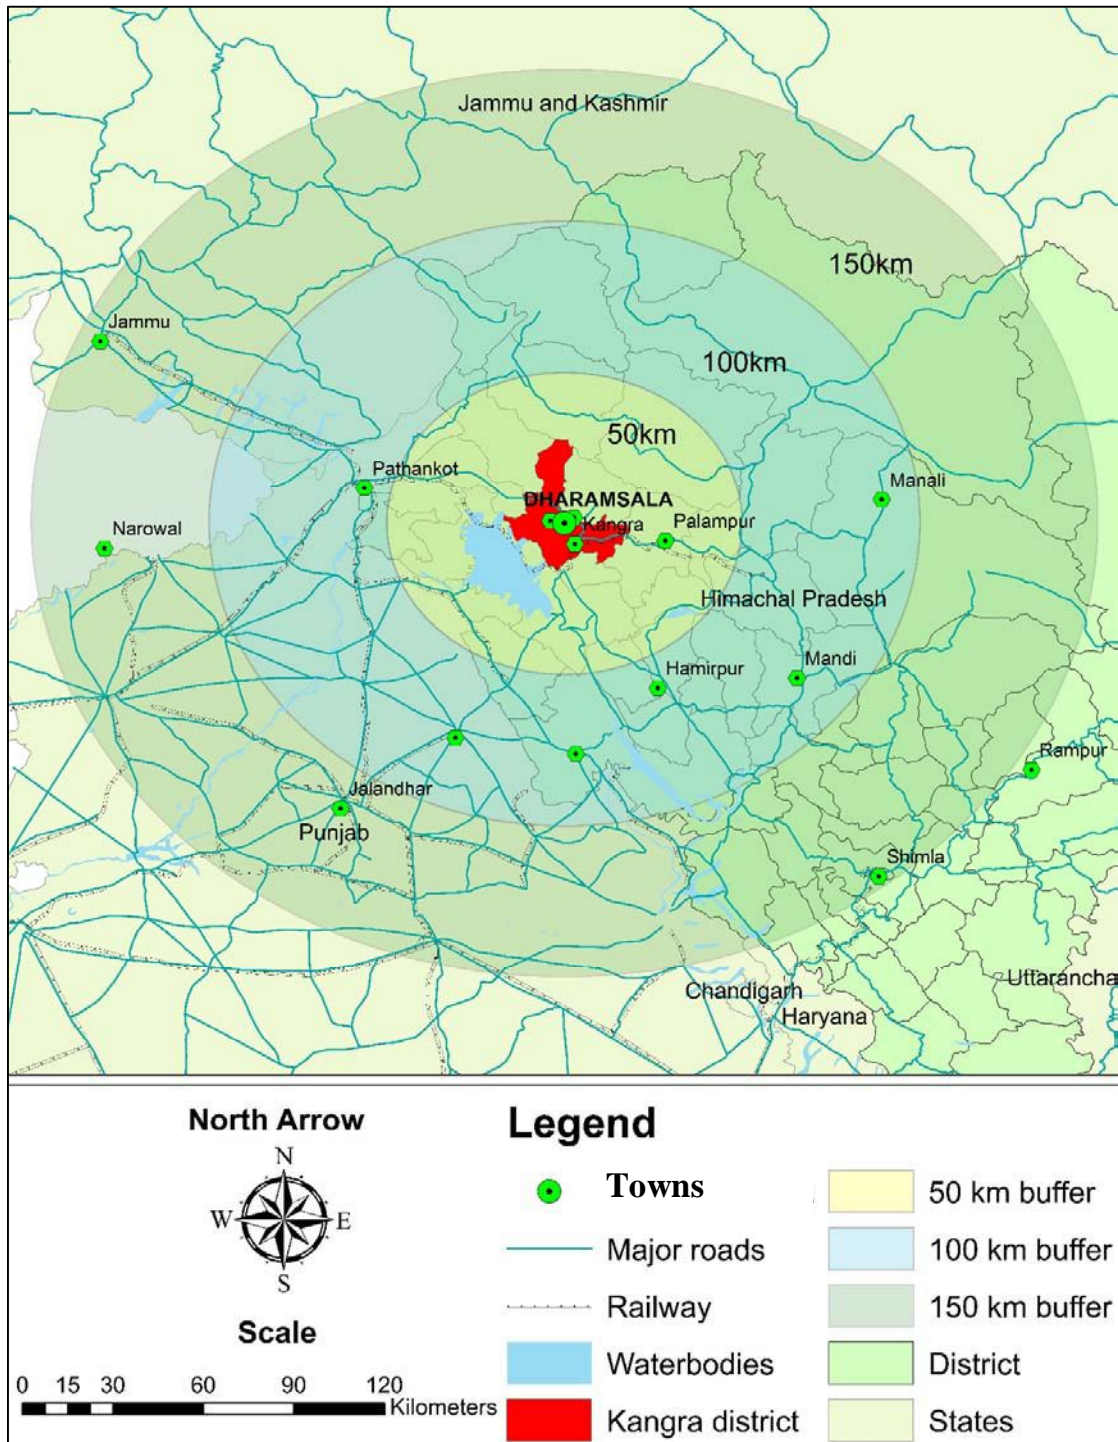 Jammu and Kashmir
150km
Jammu
100km
50km
Pathankot
Manali
DHARAMSALA
Kangra
Palampur
Narowal
Himachal Pradesh
Hamirpur
Mandi
Rampur
Jalandhar
Punjab
Shimla
Uttarancha
Chandigarh
Haryana
North Arrow
N
W
E
S
Scale
0 15 30 60 90 120
Kilometers
Legend
Towns
Major roads
Railway
Waterbodies
Kangra district
50 km buffer
100 km buffer
150 km buffer
District
States